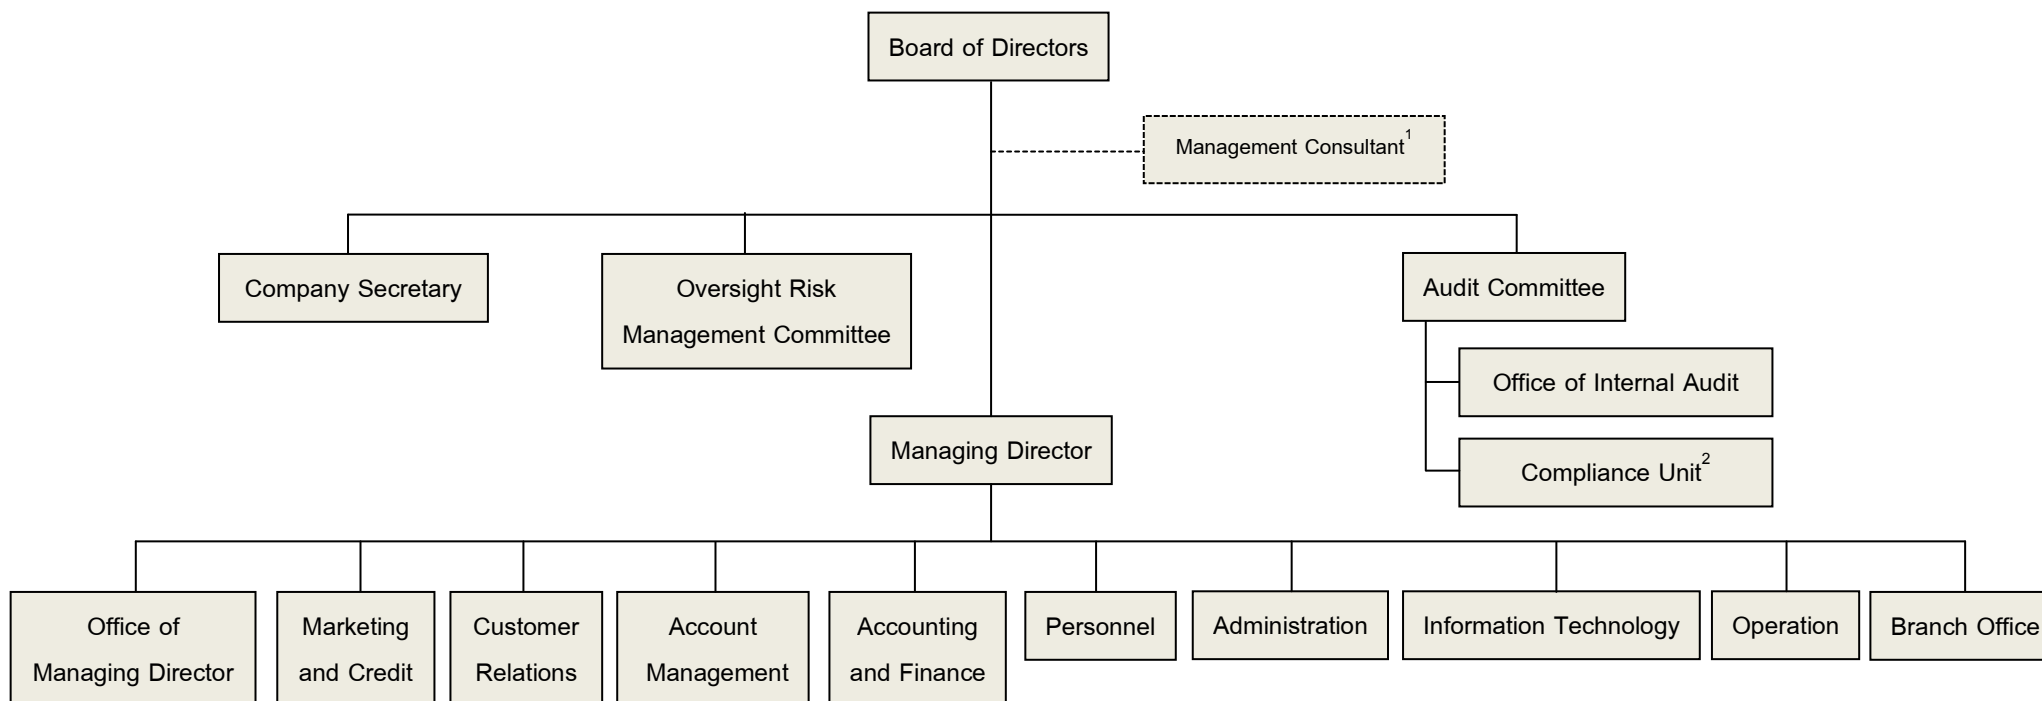 Board of Directors
Management Consultant1
Company Secretary
Oversight Risk
Management Committee
Audit Committee
Office of Internal Audit
Managing Director
Compliance Unit2
Office of
Managing Director
Marketing
and Credit
Customer
Relations
Account
Management
Accounting
and Finance
Personnel
Administration
Information Technology
Operation
Branch Office